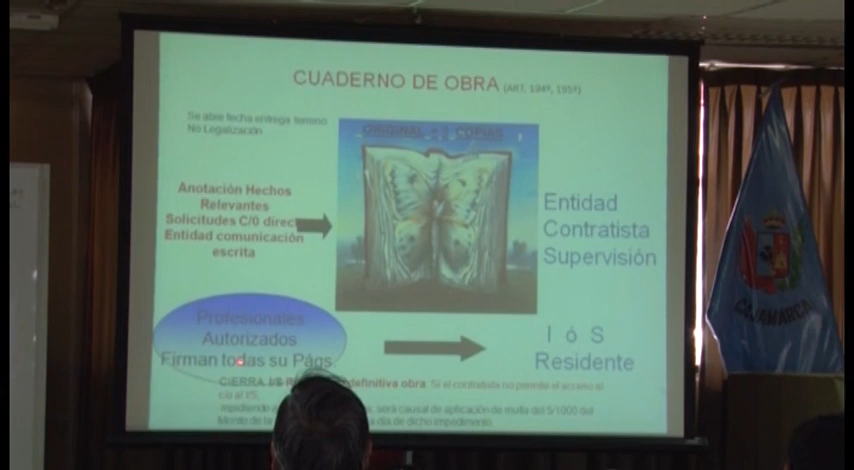 CUADERNO DE OBRA (ART. 194º, 195º)
Se abre fecha entrega terreno
No Legalización
ORIGINAL + 3 COPIAS
Anotación Hechos
Relevantes
Solicitudes C/0 direc
Entidad comunicación
escrita
Entidad
Contratista
Supervisión
Profesionales
Autorizados
Firman todas su Págs
I ó S
Residente
CIERRA I/S definitiva obra. Si el contratista no permite el acceso al
c/o al I/S,
impidiendo será causal de aplicación de multa del 5/1000 del
Monto de la día de dicho impedimento.
CAJAMARCA